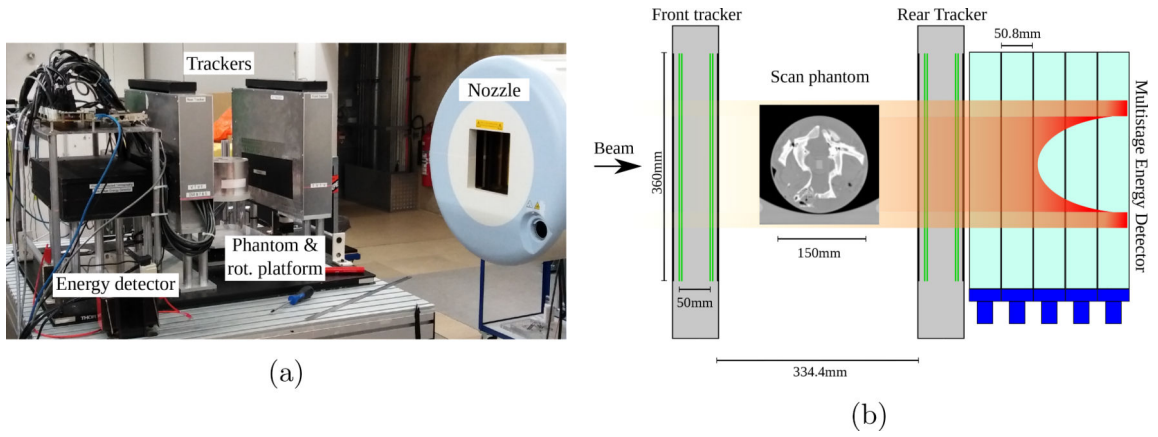 Trackers
Nozzle
Phantom &
rot. platform
Energy detector
(a)
Front tracker
Rear Tracker
50.8mm
Scan phantom
Beam
360mm
150mm
50mm
334.4mm
Multistage Energy Detector
(b)